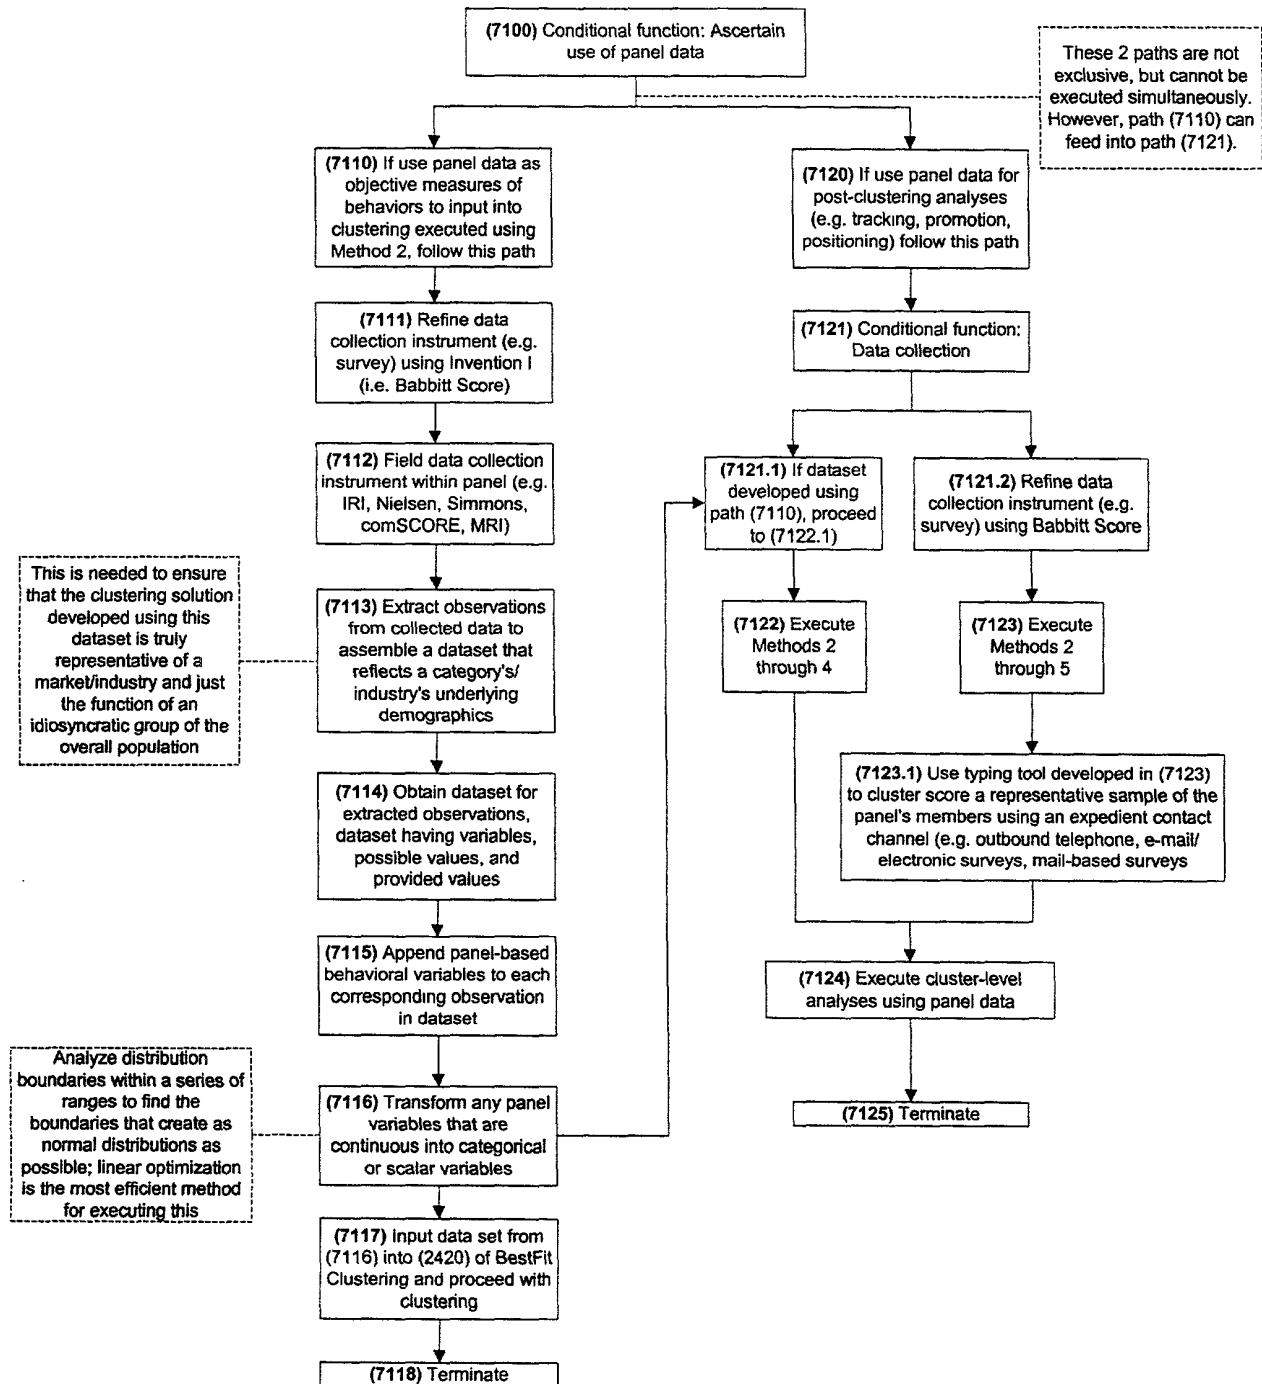 (7100) Conditional function: Ascertain
use of panel data
These 2 paths are not
exclusive, but cannot be
executed simultaneously.
However, path (7110) can
feed into path (7121).
(7110) If use panel data as
objective measures of
behaviors to input into
clustering executed using
Method 2, follow this path
(7120) If use panel data for
post-clustering analyses
(e.g. tracking, promotion,
positioning) follow this path
(7111) Refine data
collection instrument (e.g.
survey) using Invention I
(i.e. Babbitt Score)
(7121) Conditional function:
Data collection
(7112) Field data collection
instrument within panel (e.g.
IRI, Nielsen, Simmons,
comSCORE, MRI)
(7121.1) If dataset
developed using
path (7110), proceed
to (7122.1)
(7121.2) Refine data
collection instrument (e.g.
survey) using Babbitt Score
This is needed to ensure
that the clustering solution
developed using this
dataset is truly
representative of a
market/industry and just
the function of an
idiosyncratic group of the
overall population
(7113) Extract observations
from collected data to
assemble a dataset that
reflects a category's/
industry's underlying
demographics
(7122) Execute
Methods 2
through 4
(7123) Execute
Methods 2
through 5
(7114) Obtain dataset for
extracted observations,
dataset having variables,
possible values, and
provided values
(7123.1) Use typing tool developed in (7123)
to cluster score a representative sample of the
panel's members using an expedient contact
channel (e.g. outbound telephone, e-mail/
electronic surveys, mail-based surveys
(7115) Append panel-based
behavioral variables to each
corresponding observation
in dataset
(7124) Execute cluster-level
analyses using panel data
Analyze distribution
boundaries within a series of
ranges to find the
boundaries that create as
normal distributions as
possible; linear optimization
is the most efficient method
for executing this
(7116) Transform any panel
variables that are
continuous into categorical
or scalar variables
(7125) Terminate
(7117) Input data set from
(7116) into (2420) of BestFit
Clustering and proceed with
clustering
(7118) Terminate